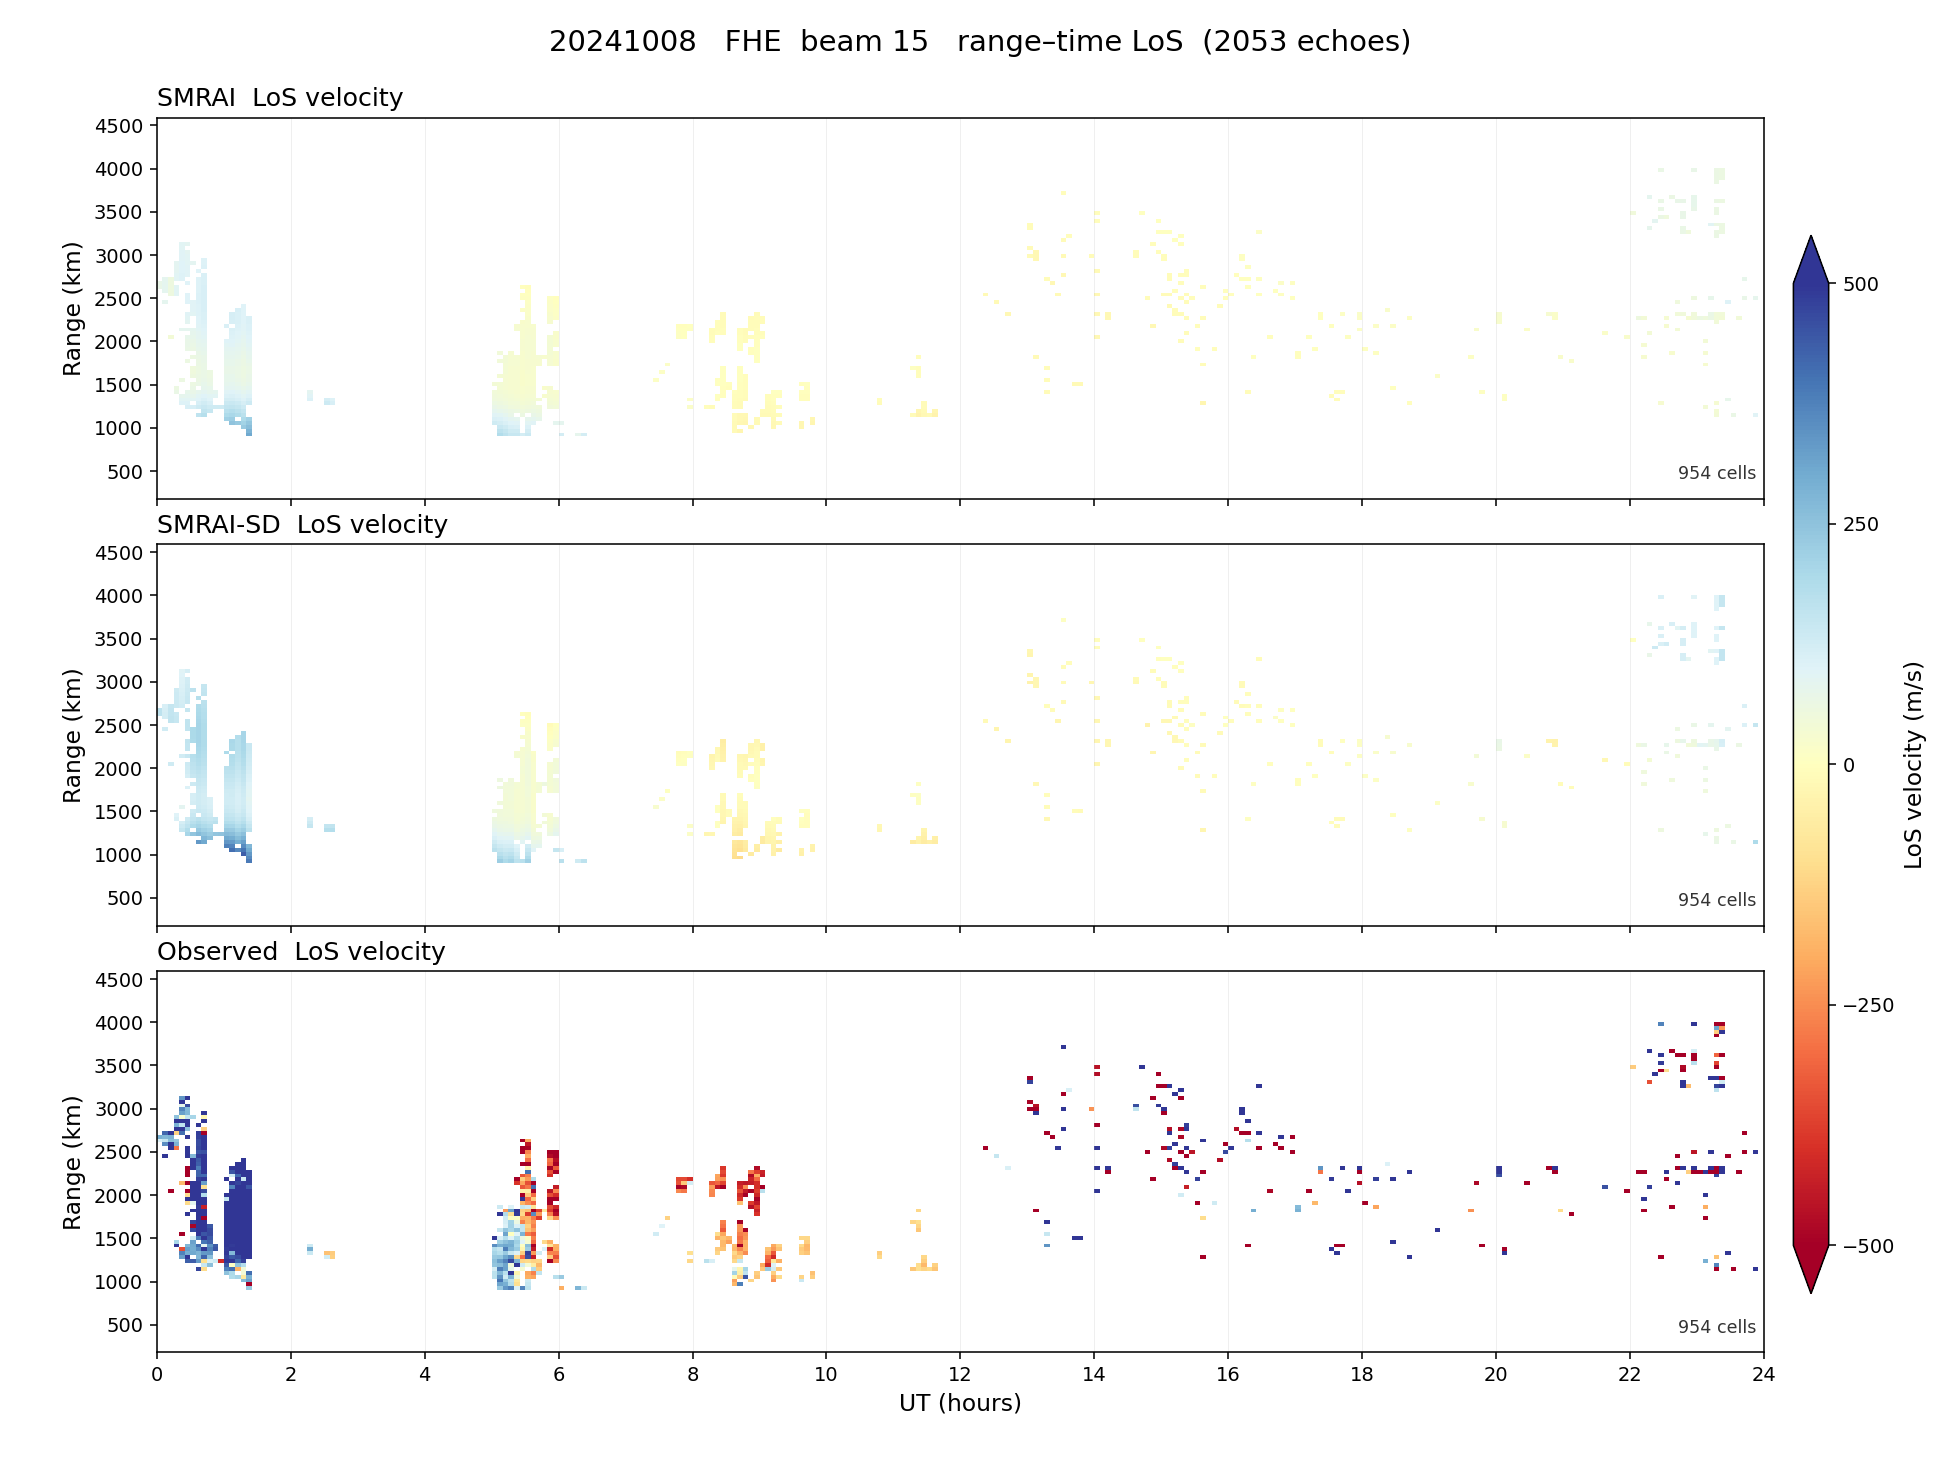 20241008   FHE  beam 15   range–time LoS  (2053 echoes)
SMRAI  LoS velocity
4500
4000
3500
3000
2500
2000
1500
1000
500
Range (km)
954 cells
SMRAI-SD  LoS velocity
4500
4000
3500
3000
2500
2000
1500
1000
500
Range (km)
954 cells
Observed  LoS velocity
4500
4000
3500
3000
2500
2000
1500
1000
500
Range (km)
954 cells
0 2 4 6 8 10 12 14 16 18 20 22 24
UT (hours)
500
250
0
−250
−500
LoS velocity (m/s)